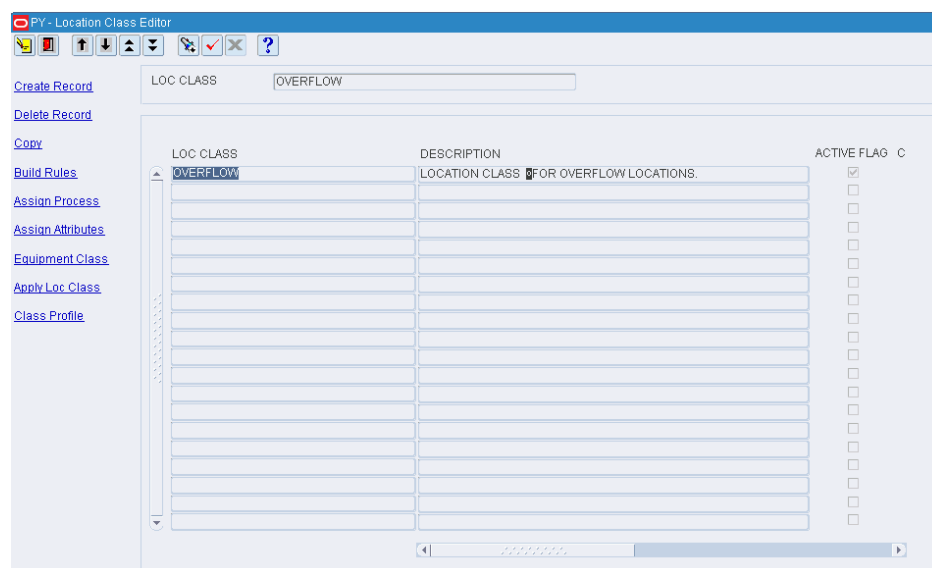 PY - Location Class Editor
?
LOC CLASS OVERFLOW
Create Record
Delete Record
Copy
Build Rules
Assign Process
Assign Attributes
Equipment Class
Apply Loc Class
Class Profile
LOC CLASS DESCRIPTION ACTIVE FLAG C
OVERFLOW LOCATION CLASS FOR OVERFLOW LOCATIONS.